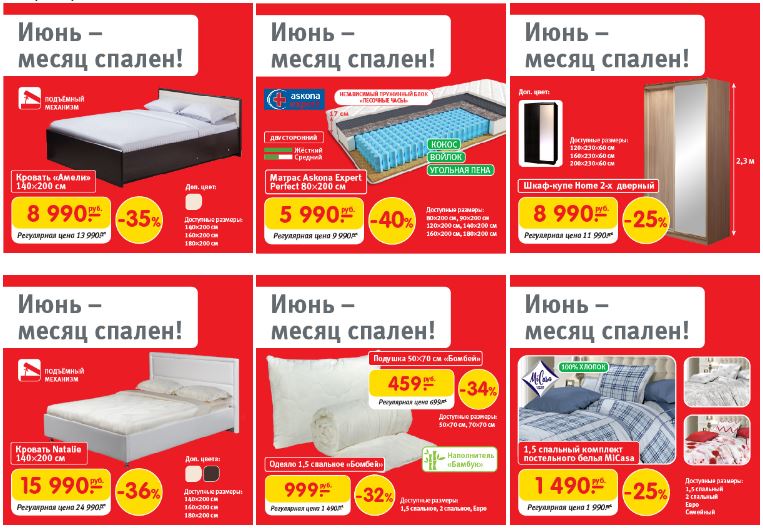 Июнь –
месяц спален!
ПОДЪЁМНЫЙ
МЕХАНИЗМ
Кровать «Амели»
140×200 см
8 990.- руб.
Регулярная цена 13 990.-*
-35%
Доп. цвет:
Доступные размеры:
140×200 см
160×200 см
180×200 см
Июнь –
месяц спален!
askona
НЕЗАВИСИМЫЙ ПРУЖИННЫЙ БЛОК
«ПЕСОЧНЫЕ ЧАСЫ»
17 см
ДВУСТОРОННИЙ
Жёсткий
Средний
КОКОС
ВОЙЛОК
УГОЛЬНАЯ ПЕНА
Матрас Askona Expert
Perfect 80×200 см
5 990.- руб.
Регулярная цена 9 990.-*
-40%
Доступные размеры:
80×200 см, 90×200 см
120×200 см, 140×200 см
160×200 см, 180×200 см
Июнь –
месяц спален!
Доп. цвет:
Доступные размеры:
120×230×60 см
160×230×60 см
200×230×60 см
2,3 м
Шкаф-купе Home 2-х дверный
8 990.- руб.
Регулярная цена 11 990.-*
-25%
Июнь –
месяц спален!
ПОДЪЁМНЫЙ
МЕХАНИЗМ
Кровать Natalie
140×200 см
15 990.- руб.
Регулярная цена 24 990.-*
-36%
Доп. цвет:
Доступные размеры:
140×200 см
160×200 см
180×200 см
Июнь –
месяц спален!
Подушка 50×70 см «Бомбей»
459.- руб.
Регулярная цена 699.-*
-34%
Доступные размеры:
50×70 см, 70×70 см
Наполнитель
«Бамбук»
Одеяло 1,5 спальное «Бомбей»
999.- руб.
Регулярная цена 1 490.-*
-32%
Доступные размеры:
1,5 спальное, 2 спальное, Евро
Июнь –
месяц спален!
MiCasa
100% ХЛОПОК
1,5 спальный комплект
постельного белья MiCasa
1 490.- руб.
Регулярная цена 1 990.-*
-25%
Доступные размеры:
1,5 спальный
2 спальный
Евро
Семейный